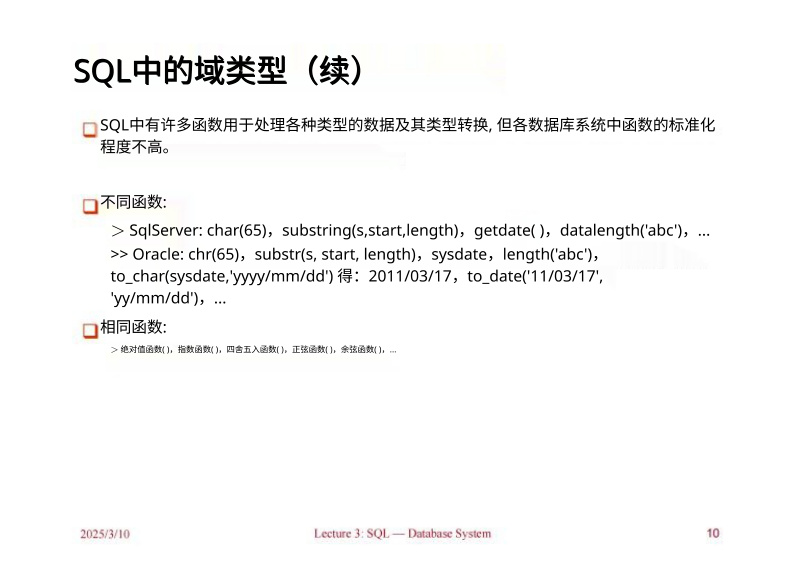 SQL中的域类型（续）
SQL中有许多函数用于处理各种类型的数据及其类型转换, 但各数据库系统中函数的标准化
程度不高。
不同函数:
＞ SqlServer: char(65)，substring(s,start,length)，getdate( )，datalength('abc')，...
>> Oracle: chr(65)，substr(s, start, length)，sysdate，length('abc')，
to_char(sysdate,'yyyy/mm/dd') 得：2011/03/17，to_date('11/03/17',
'yy/mm/dd')，...
相同函数:
＞ 绝对值函数( )，指数函数( )，四舍五入函数( )，正弦函数( )，余弦函数( )，...
2025/3/10 Lecture 3: SQL — Database System 10